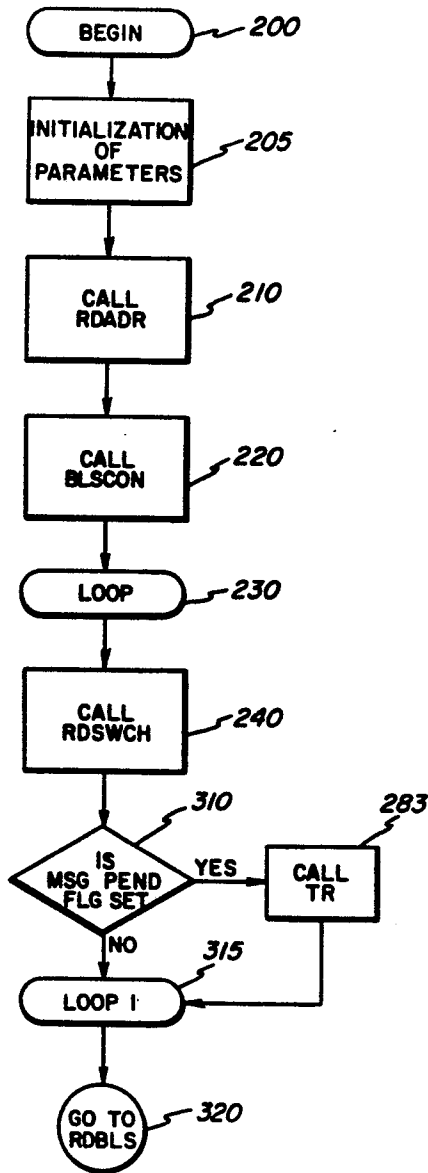 BEGIN
200
INITIALIZATION
OF
PARAMETERS
205
CALL
RDADR
210
CALL
BLSCON
220
LOOP
230
CALL
RDSWCH
240
310
IS
MSG PEND
FLG SET
YES
283
CALL
TR
NO
315
LOOP 1
GO TO
RDBLS
320